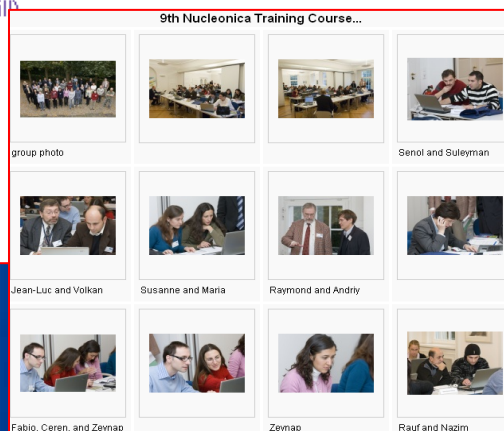 9th Nucleonica Training Course...
group photo
Senol and Suleyman
Jean-Luc and Volkan
Susanne and Maria
Raymond and Andriy
Fabio, Ceren, and Zeynap
Zeynap
Rauf and Nazim